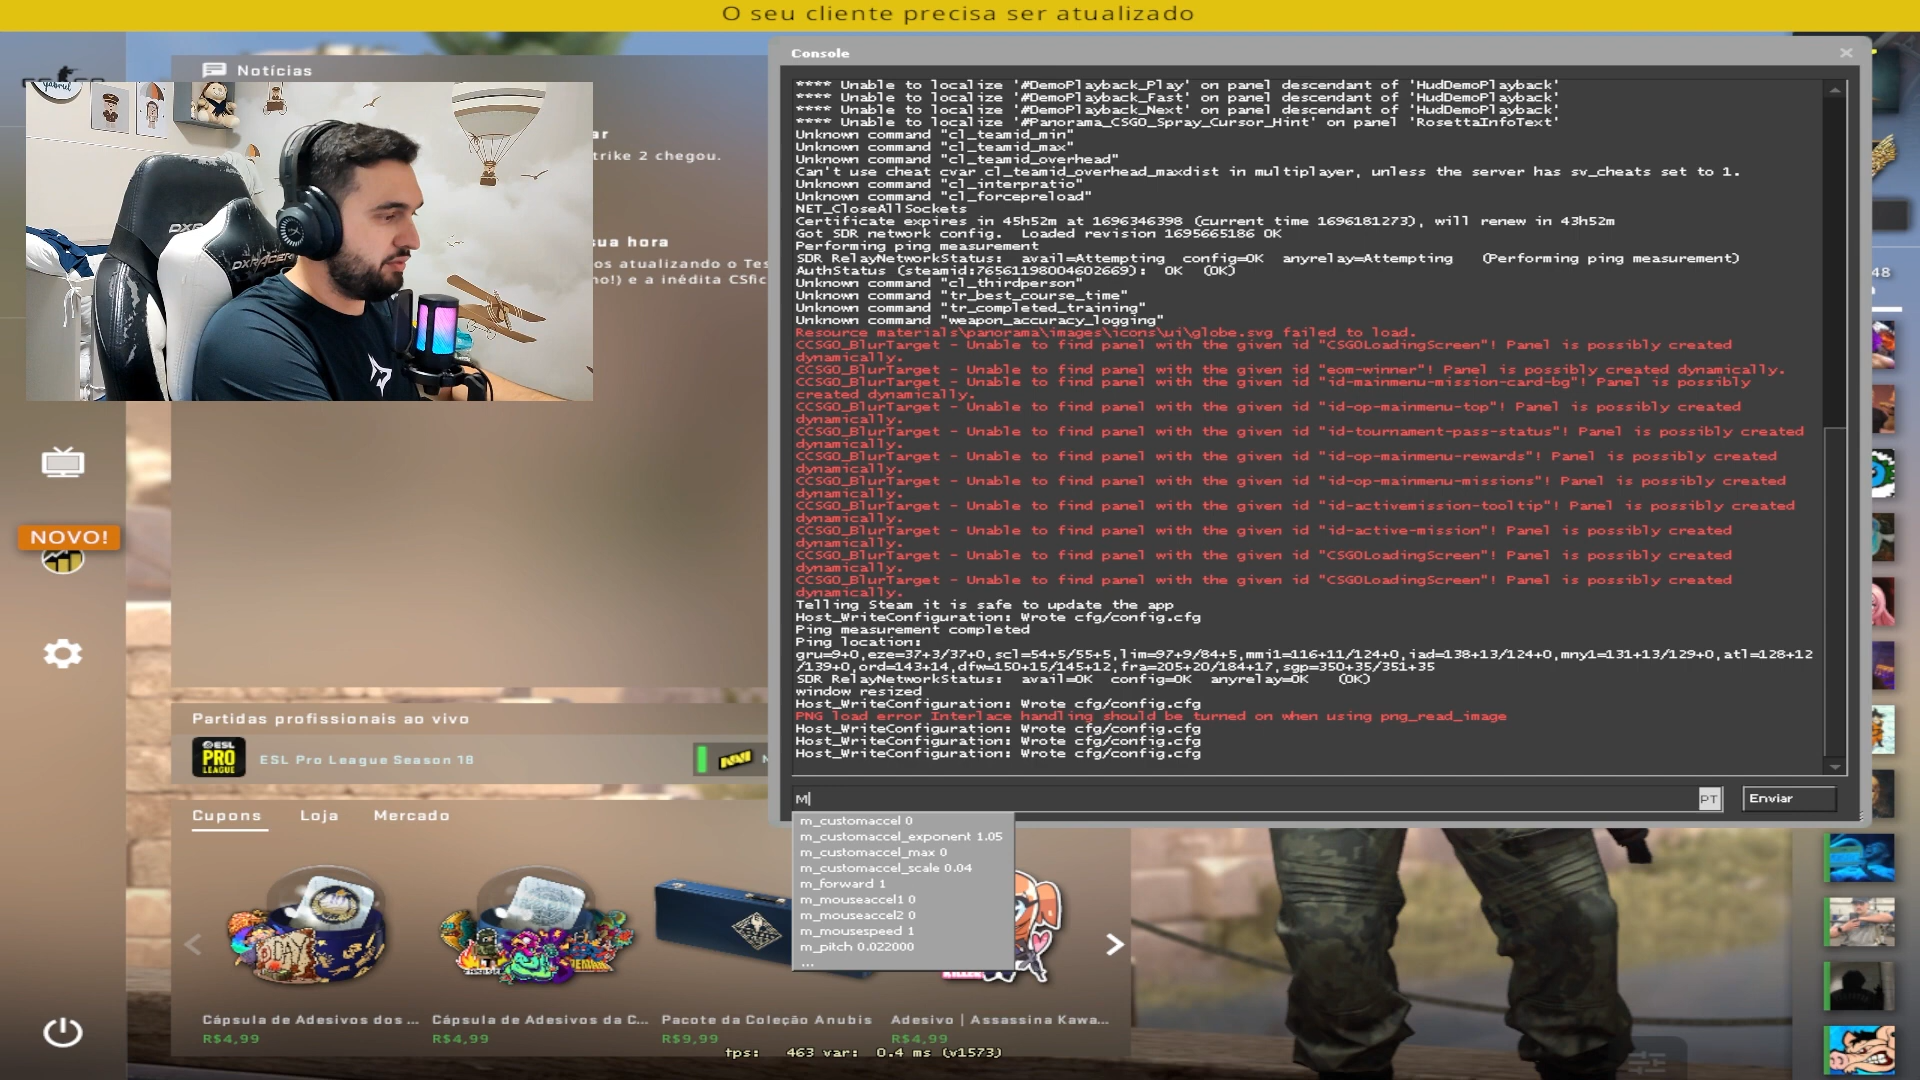 O seu cliente precisa ser atualizado
Notícias
Gabriel
ar
trike 2 chegou.
sua hora
os atualizando o Tes
no!) e a inédita CSfic
DXRACER
NOVO!
48
Console
**** Unable to localize '#DemoPlayback_Play' on panel descendant of 'HudDemoPlayback'
**** Unable to localize '#DemoPlayback_Fast' on panel descendant of 'HudDemoPlayback'
**** Unable to localize '#DemoPlayback_Next' on panel descendant of 'HudDemoPlayback'
**** Unable to localize '#Panorama_CSGO_Spray_Cursor_Hint' on panel 'RosettaInfoText'
Unknown command "cl_teamid_min"
Unknown command "cl_teamid_max"
Unknown command "cl_teamid_overhead"
Can't use cheat cvar cl_teamid_overhead_maxdist in multiplayer, unless the server has sv_cheats set to 1.
Unknown command "cl_interpratio"
Unknown command "cl_forcepreload"
NET_CloseAllSockets
Certificate expires in 45h52m at 1696346398 (current time 1696181273), will renew in 43h52m
Got SDR network config.  Loaded revision 1695665186 OK
Performing ping measurement
SDR RelayNetworkStatus:  avail=Attempting  config=OK  anyrelay=Attempting   (Performing ping measurement)
AuthStatus (steamid:76561198004602669):  OK  (OK)
Unknown command "cl_thirdperson"
Unknown command "tr_best_course_time"
Unknown command "tr_completed_training"
Unknown command "weapon_accuracy_logging"
Resource materials\panorama\images\icons\ui\globe.svg failed to load.
CCSGO_BlurTarget - Unable to find panel with the given id "CSGOLoadingScreen"! Panel is possibly created
dynamically.
CCSGO_BlurTarget - Unable to find panel with the given id "eom-winner"! Panel is possibly created dynamically.
CCSGO_BlurTarget - Unable to find panel with the given id "id-mainmenu-mission-card-bg"! Panel is possibly
created dynamically.
CCSGO_BlurTarget - Unable to find panel with the given id "id-op-mainmenu-top"! Panel is possibly created
dynamically.
CCSGO_BlurTarget - Unable to find panel with the given id "id-tournament-pass-status"! Panel is possibly created
dynamically.
CCSGO_BlurTarget - Unable to find panel with the given id "id-op-mainmenu-rewards"! Panel is possibly created
dynamically.
CCSGO_BlurTarget - Unable to find panel with the given id "id-op-mainmenu-missions"! Panel is possibly created
dynamically.
CCSGO_BlurTarget - Unable to find panel with the given id "id-activemission-tooltip"! Panel is possibly created
dynamically.
CCSGO_BlurTarget - Unable to find panel with the given id "id-active-mission"! Panel is possibly created
dynamically.
CCSGO_BlurTarget - Unable to find panel with the given id "CSGOLoadingScreen"! Panel is possibly created
dynamically.
CCSGO_BlurTarget - Unable to find panel with the given id "CSGOLoadingScreen"! Panel is possibly created
dynamically.
Telling Steam it is safe to update the app
Host_WriteConfiguration: Wrote cfg/config.cfg
Ping measurement completed
Ping location:
gru=9+0,eze=37+3/37+0,scl=54+5/55+5,lim=97+9/84+5,mmi1=116+11/124+0,iad=138+13/124+0,mny1=131+13/129+0,atl=128+12
/139+0,ord=143+14,dfw=150+15/145+12,fra=205+20/184+17,sgp=350+35/351+35
SDR RelayNetworkStatus:  avail=OK  config=OK  anyrelay=OK   (OK)
window resized
Host_WriteConfiguration: Wrote cfg/config.cfg
PNG load error Interlace handling should be turned on when using png_read_image
Host_WriteConfiguration: Wrote cfg/config.cfg
Host_WriteConfiguration: Wrote cfg/config.cfg
Host_WriteConfiguration: Wrote cfg/config.cfg
M
PT
Enviar
m_customaccel 0
m_customaccel_exponent 1.05
m_customaccel_max 0
m_customaccel_scale 0.04
m_forward 1
m_mouseaccel1 0
m_mouseaccel2 0
m_mousespeed 1
m_pitch 0.022000
...
Partidas profissionais ao vivo
ESL PRO LEAGUE
ESL Pro League Season 18
Cupons Loja Mercado
Cápsula de Adesivos dos ... Cápsula de Adesivos da C... Pacote da Coleção Anubis Adesivo | Assassina Kawa...
R$4,99 R$4,99 R$9,99 R$4,99
fps: 463 var: 0.4 ms (v1573)